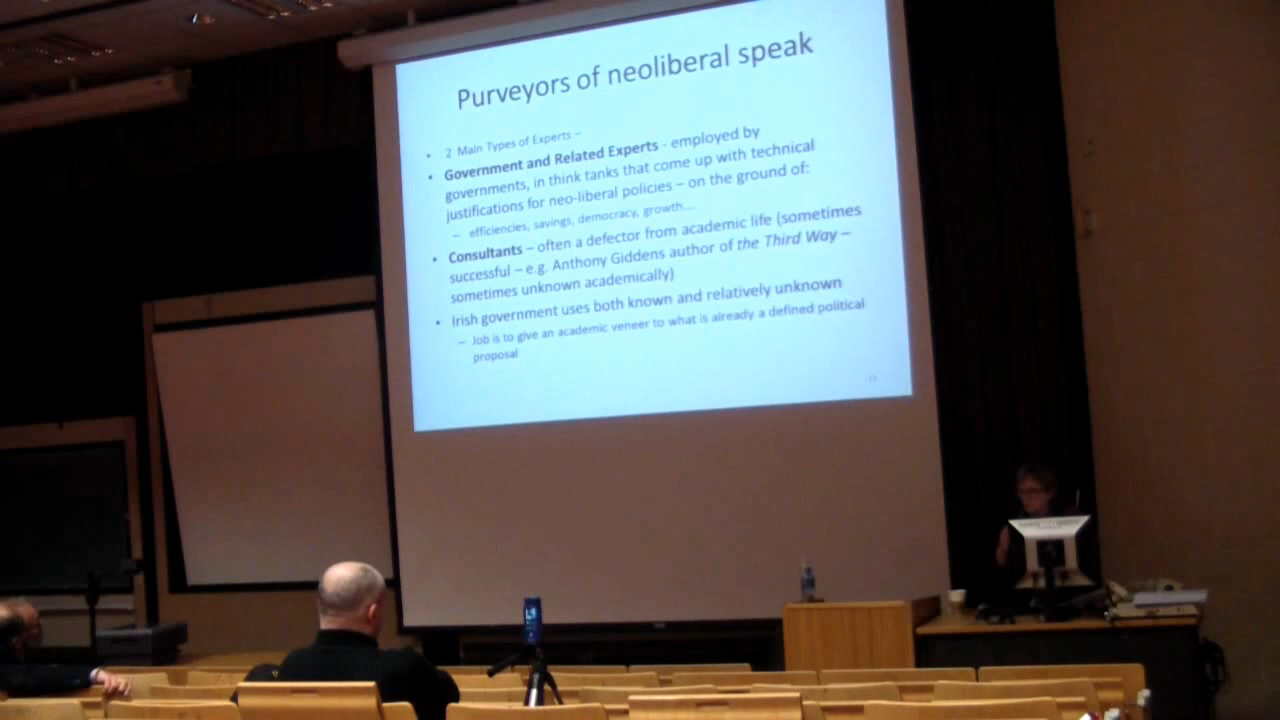 Purveyors of neoliberal speak
• 2 Main Types of Experts –
• Government and Related Experts - employed by
governments, in think tanks that come up with technical
justifications for neo-liberal policies – on the ground of:
– efficiencies, savings, democracy, growth....
• Consultants – often a defector from academic life (sometimes
successful – e.g. Anthony Giddens author of the Third Way –
sometimes unknown academically)
• Irish government uses both known and relatively unknown
– Job is to give an academic veneer to what is already a defined political
proposal